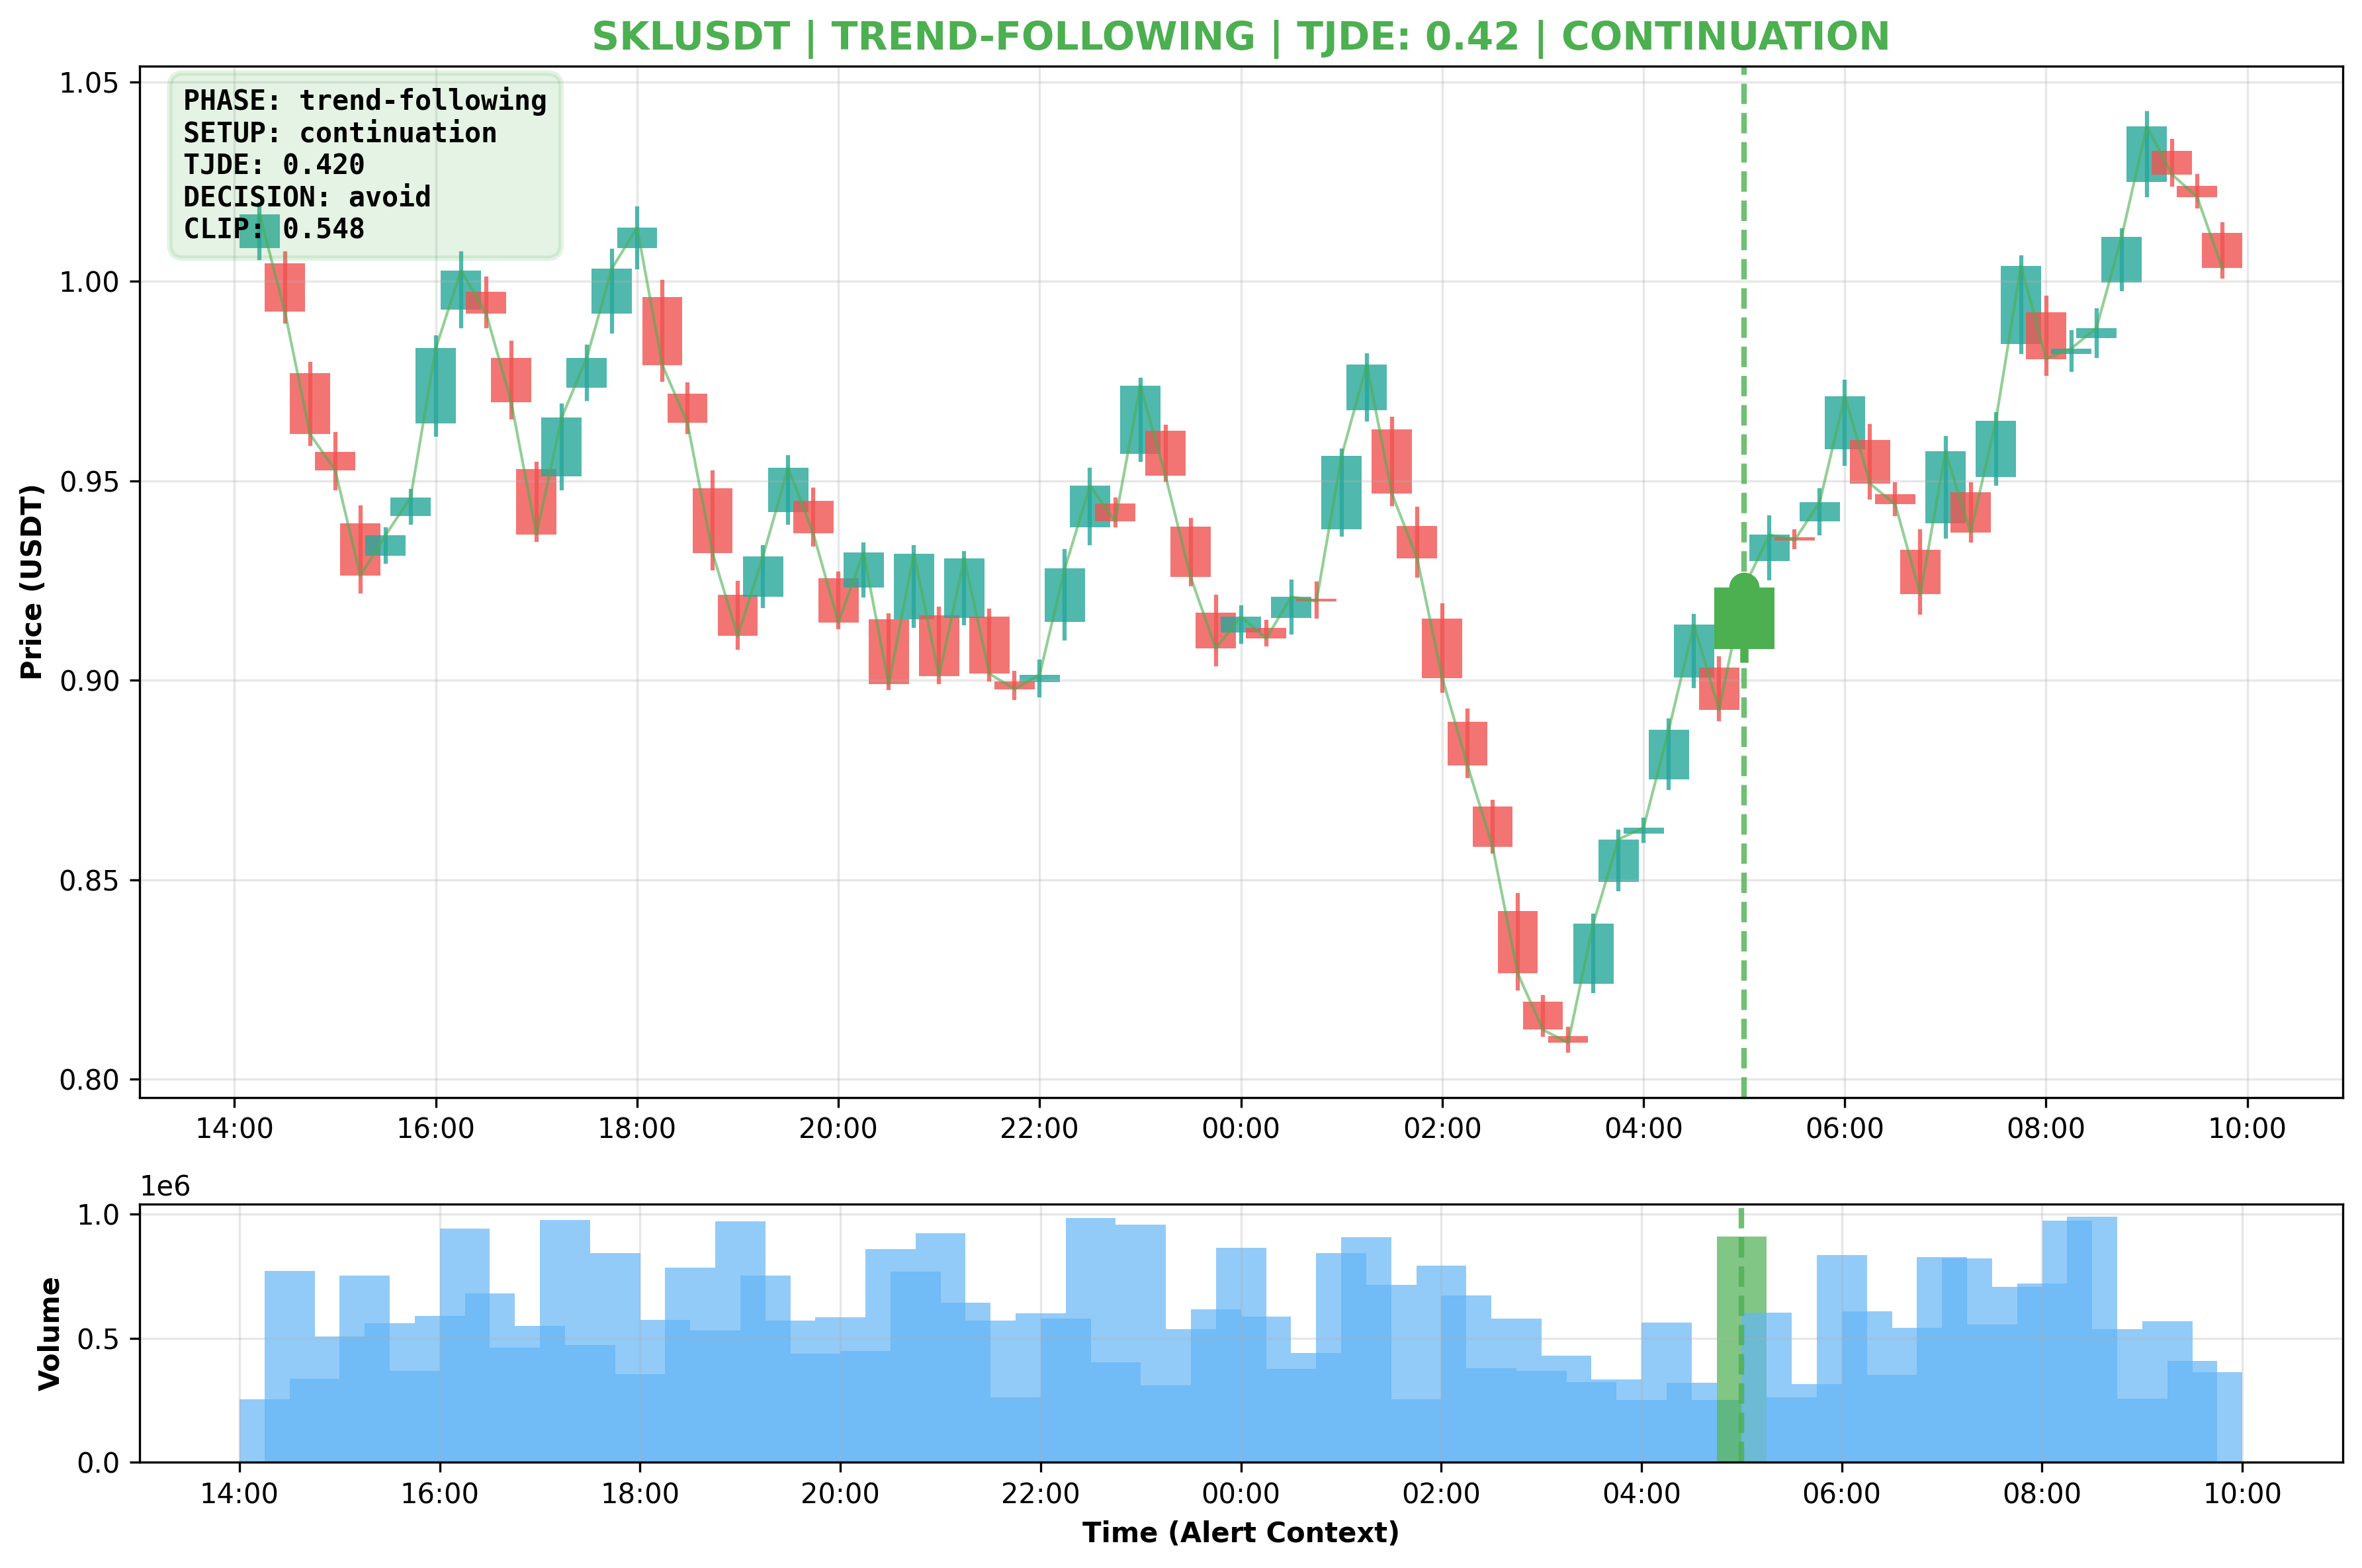 SKLUSDT | TREND-FOLLOWING | TJDE: 0.42 | CONTINUATION
PHASE: trend-following
SETUP: continuation
TJDE: 0.420
DECISION: avoid
CLIP: 0.548
Price (USDT)
1.05
1.00
0.95
0.90
0.85
0.80
14:00 16:00 18:00 20:00 22:00 00:00 02:00 04:00 06:00 08:00 10:00
1e6
Volume
1.0
0.5
0.0
14:00 16:00 18:00 20:00 22:00 00:00 02:00 04:00 06:00 08:00 10:00
Time (Alert Context)